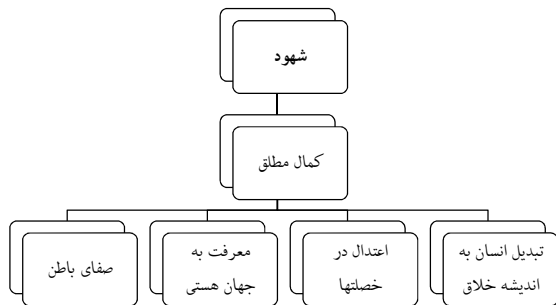 شهود
کمال مطلق
تبدیل انسان به
اندیشه خلاق
اعتدال در
خصلتها
معرفت به
جهان هستی
صفای باطن